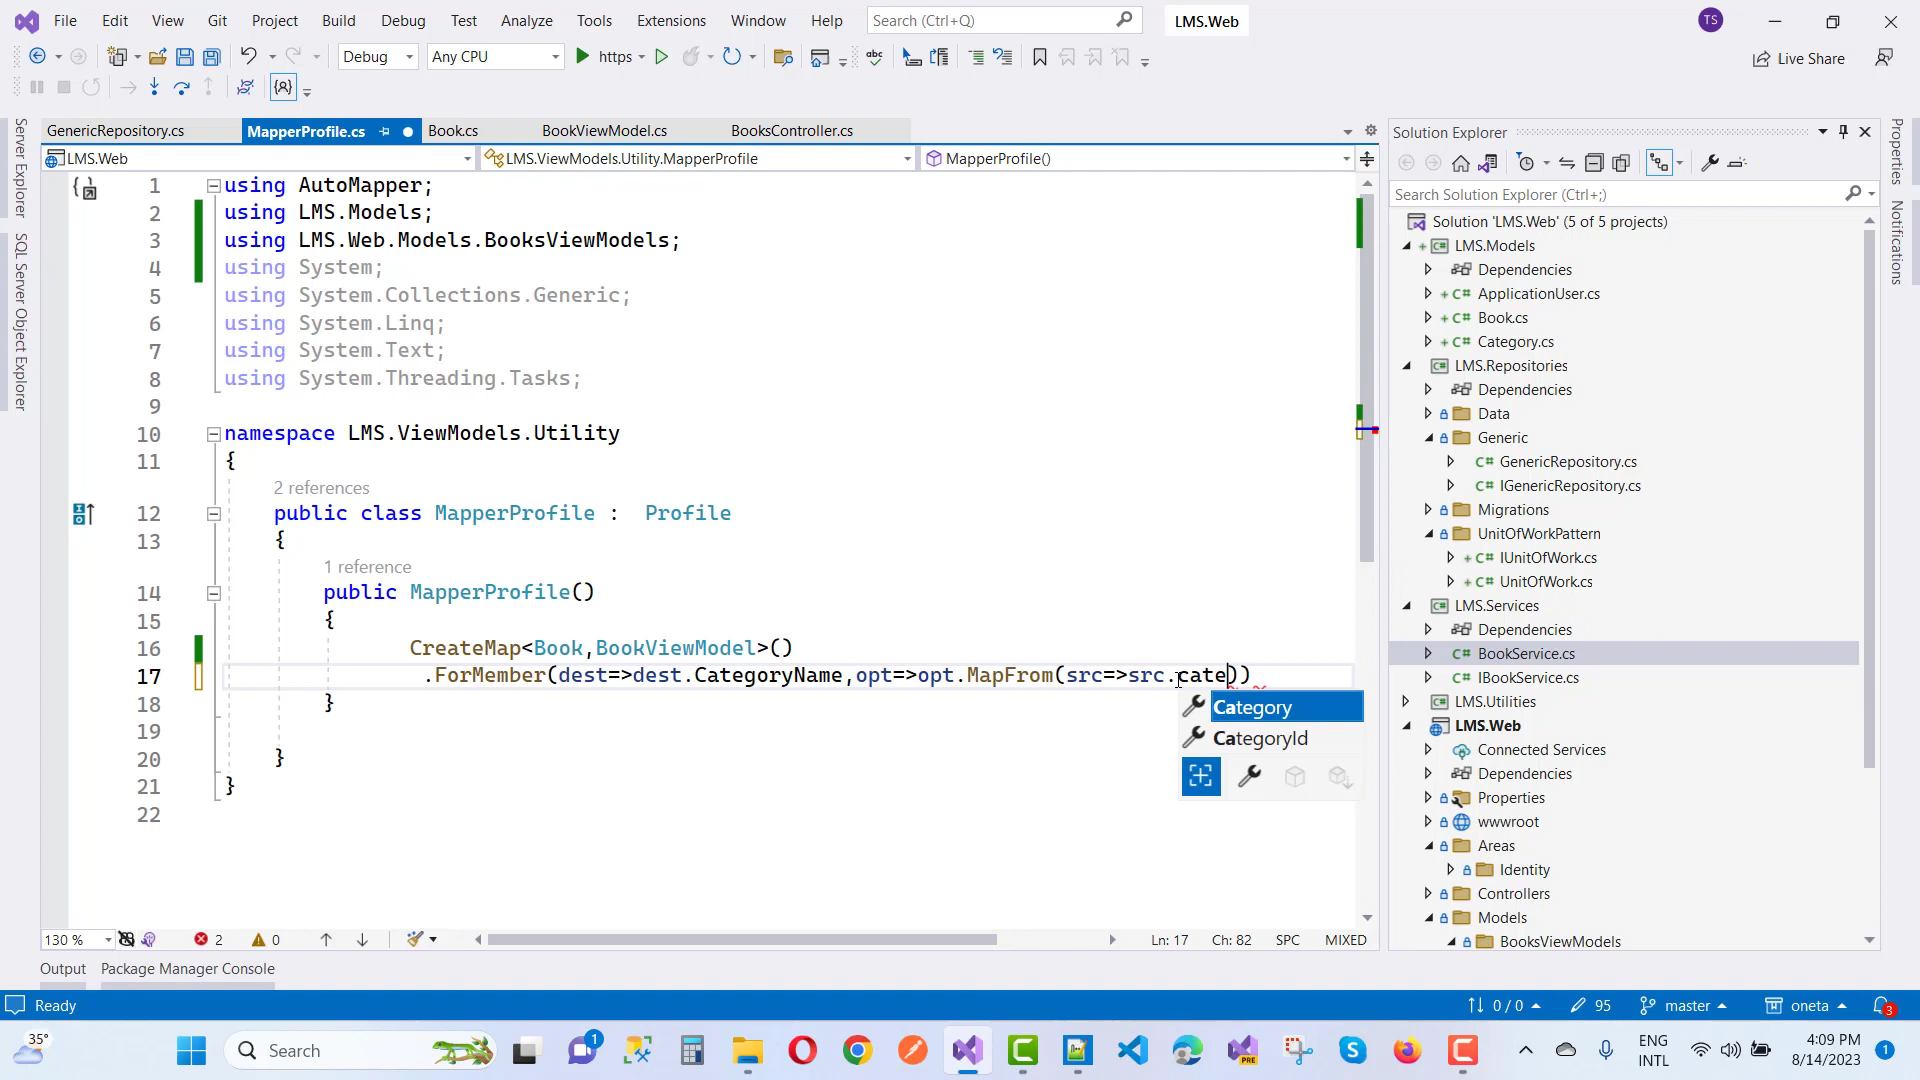 File Edit View Git Project Build Debug Test Analyze Tools Extensions Window Help Search (Ctrl+Q) LMS.Web TS
Debug Any CPU https Live Share
GenericRepository.cs MapperProfile.cs Book.cs BookViewModel.cs BooksController.cs
LMS.Web LMS.ViewModels.Utility.MapperProfile MapperProfile()
1 using AutoMapper;
2 using LMS.Models;
3 using LMS.Web.Models.BooksViewModels;
4 using System;
5 using System.Collections.Generic;
6 using System.Linq;
7 using System.Text;
8 using System.Threading.Tasks;
9
10 namespace LMS.ViewModels.Utility
11 {
2 references
12 public class MapperProfile : Profile
13 {
1 reference
14 public MapperProfile()
15 {
16 CreateMap<Book,BookViewModel>()
17 .ForMember(dest=>dest.CategoryName,opt=>opt.MapFrom(src=>src.cate))
18 }
19
20 }
21 }
22
Category
CategoryId
130 % 2 0 Ln: 17 Ch: 82 SPC MIXED
Output Package Manager Console
Server Explorer
SQL Server Object Explorer
Solution Explorer
Search Solution Explorer (Ctrl+;)
Solution 'LMS.Web' (5 of 5 projects)
LMS.Models
Dependencies
C# ApplicationUser.cs
C# Book.cs
C# Category.cs
LMS.Repositories
Dependencies
Data
Generic
C# GenericRepository.cs
C# IGenericRepository.cs
Migrations
UnitOfWorkPattern
C# IUnitOfWork.cs
C# UnitOfWork.cs
LMS.Services
Dependencies
C# BookService.cs
C# IBookService.cs
LMS.Utilities
LMS.Web
Connected Services
Dependencies
Properties
wwwroot
Areas
Identity
Controllers
Models
BooksViewModels
Properties
Notifications
Ready 0 / 0 95 master oneta 3
35° Search 1 PRE ENG INTL 4:09 PM 8/14/2023 1